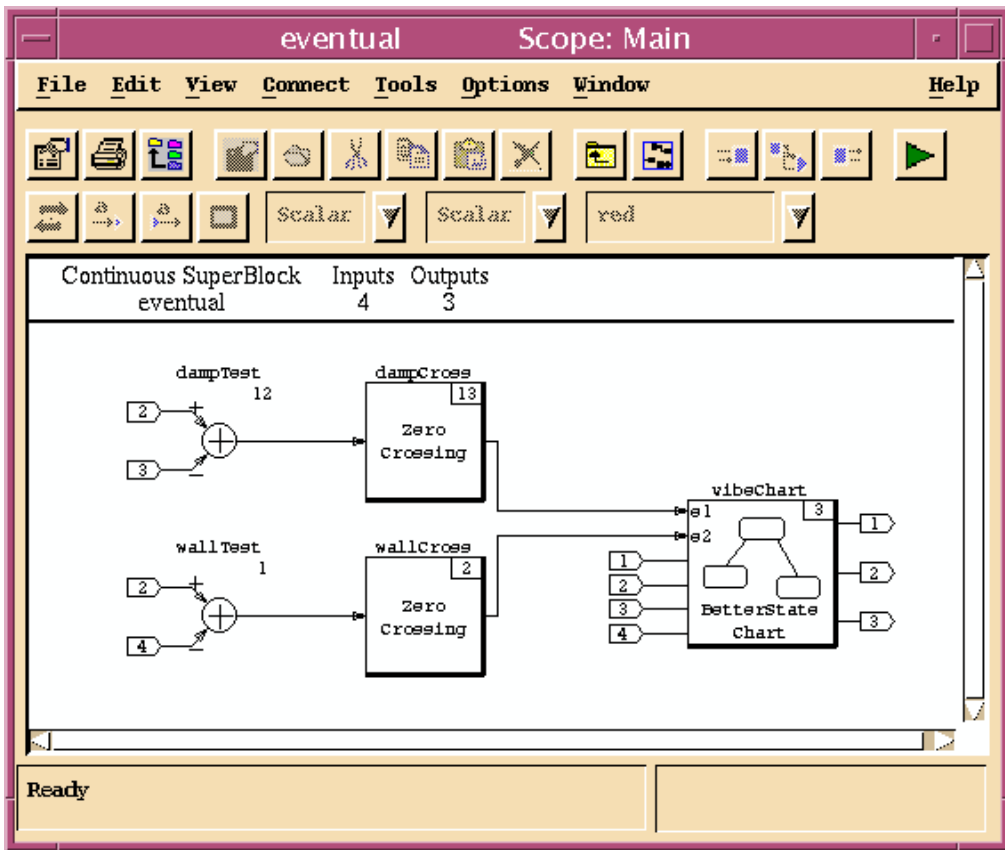 eventual Scope: Main
File Edit View Connect Tools Options Window Help
Scalar Scalar red
Continuous SuperBlock Inputs Outputs
eventual 4 3
dampTest dampCross
12 13
2 + Zero
3 − Crossing
vibeChart
3
e1 1
e2
wallTest wallCross
1 2
2 + Zero
4 − Crossing
1
2 2
3 BetterState 3
4 Chart
Ready